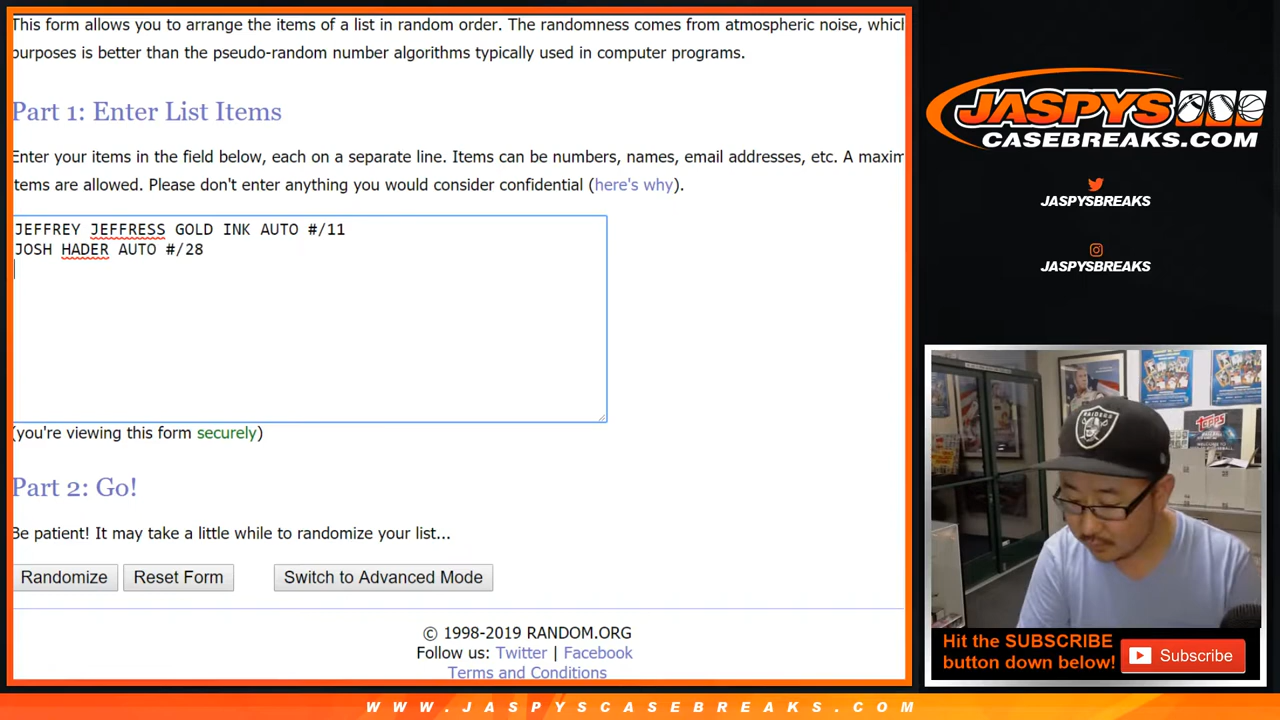 This form allows you to arrange the items of a list in random order. The randomness comes from atmospheric noise, which
purposes is better than the pseudo-random number algorithms typically used in computer programs.
Part 1: Enter List Items
Enter your items in the field below, each on a separate line. Items can be numbers, names, email addresses, etc. A maxim
items are allowed. Please don't enter anything you would consider confidential (here's why).
JEFFREY JEFFRESS GOLD INK AUTO #/11
JOSH HADER AUTO #/28
(you're viewing this form securely)
Part 2: Go!
Be patient! It may take a little while to randomize your list...
Randomize Reset Form Switch to Advanced Mode
© 1998-2019 RANDOM.ORG
Follow us: Twitter | Facebook
Terms and Conditions
JASPYS
CASEBREAKS.COM
JASPYSBREAKS
JASPYSBREAKS
RAIDERS
TOPPS
Hit the SUBSCRIBE
button down below!
Subscribe
WWW.JASPYSCASEBREAKS.COM